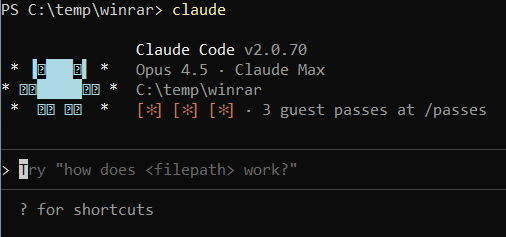 PS C:\temp\winrar> claude
Claude Code v2.0.70
* * Opus 4.5 · Claude Max
* * C:\temp\winrar
* * [✻] [✻] [✻] · 3 guest passes at /passes
> Try "how does <filepath> work?"
? for shortcuts